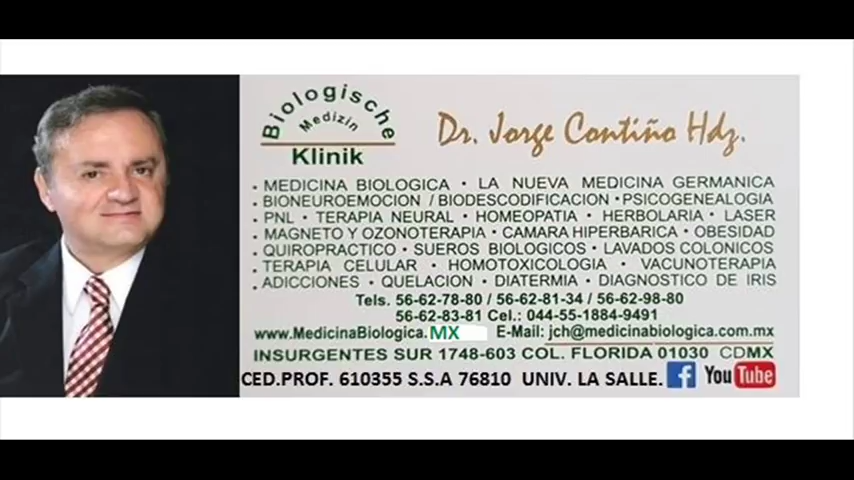 Biologische
Medizin
Klinik
Dr. Jorge Contiño Hdz.
• MEDICINA BIOLOGICA • LA NUEVA MEDICINA GERMANICA
• BIONEUROEMOCION / BIODESCODIFICACION • PSICOGENEALOGIA
PNL • TERAPIA NEURAL • HOMEOPATIA • HERBOLARIA • LASER
• MAGNETO Y OZONOTERAPIA • CAMARA HIPERBARICA • OBESIDAD
• QUIROPRACTICO • SUEROS BIOLOGICOS • LAVADOS COLONICOS
• TERAPIA CELULAR • HOMOTOXICOLOGIA • VACUNOTERAPIA
• ADICCIONES • QUELACION • DIATERMIA • DIAGNOSTICO DE IRIS
Tels. 56-62-78-80 / 56-62-81-34 / 56-62-98-80
56-62-83-81 Cel.: 044-55-1884-9491
www.MedicinaBiologica.MX E-Mail: jch@medicinabiologica.com.mx
INSURGENTES SUR 1748-603 COL. FLORIDA 01030 CDMX
CED.PROF. 610355 S.S.A 76810 UNIV. LA SALLE. f YouTube